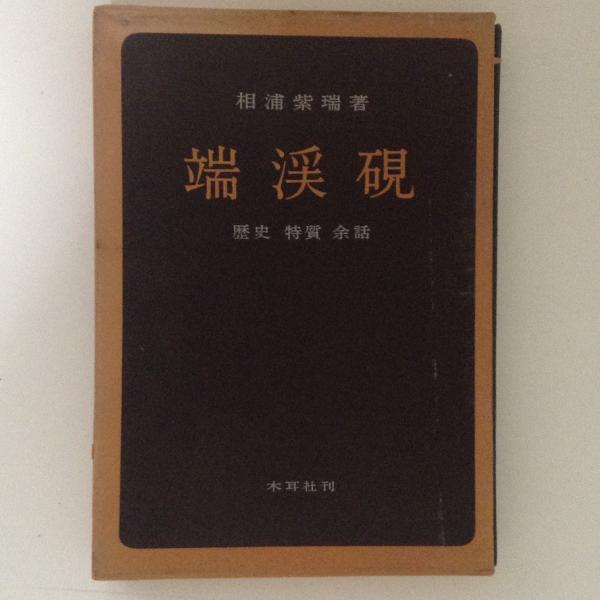 相浦紫瑞著
端渓硯
歴史 特質 余話
木耳社刊